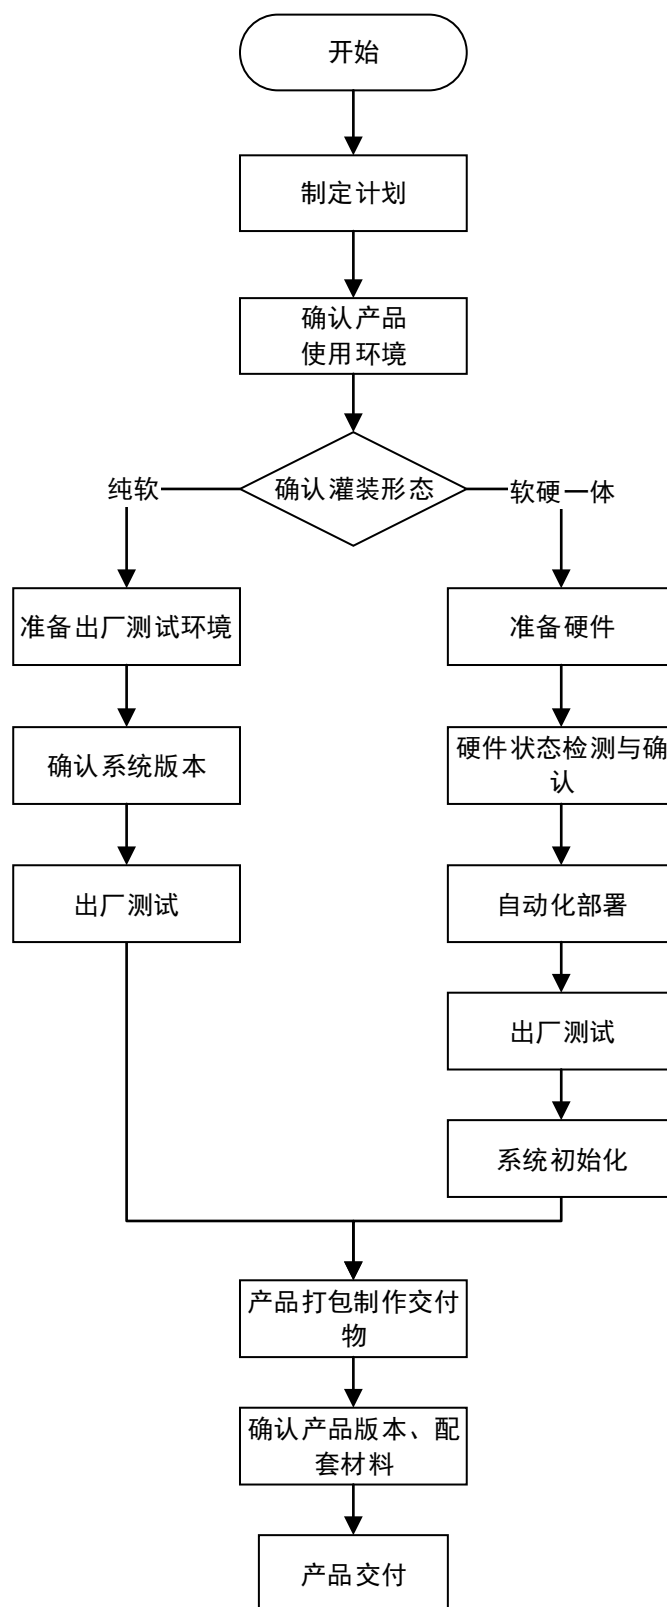 开始
制定计划
确认产品
使用环境
确认灌装形态
纯软
软硬一体
准备出厂测试环境
准备硬件
确认系统版本
硬件状态检测与确
认
出厂测试
自动化部署
出厂测试
系统初始化
产品打包制作交付
物
确认产品版本、配
套材料
产品交付